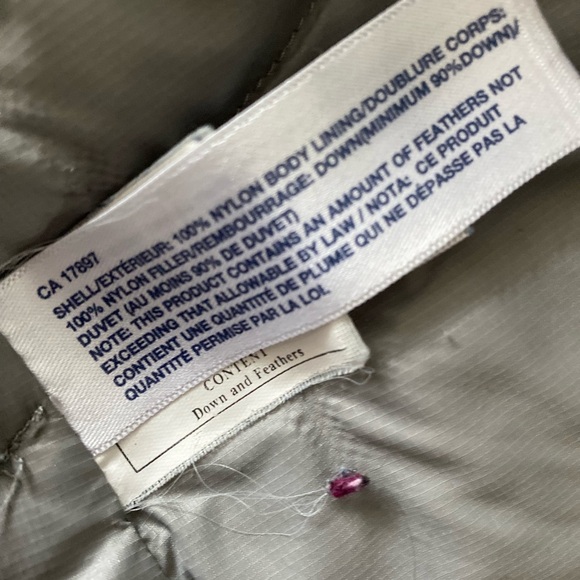 CA 17897
SHELL/EXTÉRIEUR: 100% NYLON BODY LINING/DOUBLURE CORPS:
100% NYLON FILLER/REMBOURRAGE: DOWN(MINIMUM 90%DOWN)/
DUVET (AU MOINS 90% DE DUVET)
NOTE: THIS PRODUCT CONTAINS AN AMOUNT OF FEATHERS NOT
EXCEEDING THAT ALLOWABLE BY LAW / NOTA: CE PRODUIT
CONTIENT UNE QUANTITÉ DE PLUME QUI NE DÉPASSE PAS LA
QUANTITÉ PERMISE PAR LA LOI.
CONTENT
Down and Feathers